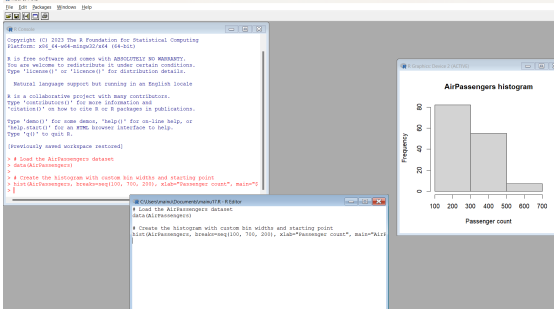 File Edit Packages Windows Help
R Console
Copyright (C) 2023 The R Foundation for Statistical Computing
Platform: x86_64-w64-mingw32/x64 (64-bit)
R is free software and comes with ABSOLUTELY NO WARRANTY.
You are welcome to redistribute it under certain conditions.
Type 'license()' or 'licence()' for distribution details.
Natural language support but running in an English locale
R is a collaborative project with many contributors.
Type 'contributors()' for more information and
'citation()' on how to cite R or R packages in publications.
Type 'demo()' for some demos, 'help()' for on-line help, or
'help.start()' for an HTML browser interface to help.
Type 'q()' to quit R.
[Previously saved workspace restored]
> # Load the AirPassengers dataset
> data(AirPassengers)
>
> # Create the histogram with custom bin widths and starting point
> hist(AirPassengers, breaks=seq(100, 700, 200), xlab="Passenger count", main="
>
C:\Users\manu\Documents\manu17.R - R Editor
# Load the AirPassengers dataset
data(AirPassengers)
# Create the histogram with custom bin widths and starting point
hist(AirPassengers, breaks=seq(100, 700, 200), xlab="Passenger count", main="Air
R Graphics: Device 2 (ACTIVE)
AirPassengers histogram
Frequency
80
60
40
20
0
100 200 300 400 500 600 700
Passenger count